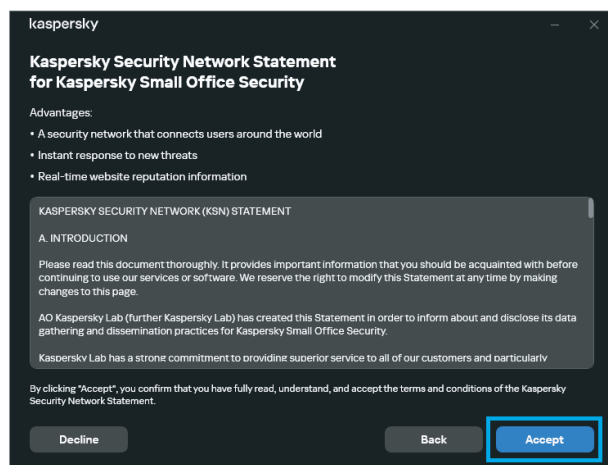 kaspersky
Kaspersky Security Network Statement
for Kaspersky Small Office Security
Advantages:
• A security network that connects users around the world
• Instant response to new threats
• Real-time website reputation information
KASPERSKY SECURITY NETWORK (KSN) STATEMENT
A. INTRODUCTION
Please read this document thoroughly. It provides important information that you should be acquainted with before
continuing to use our services or software. We reserve the right to modify this Statement at any time by making
changes to this page.
AO Kaspersky Lab (further Kaspersky Lab) has created this Statement in order to inform about and disclose its data
gathering and dissemination practices for Kaspersky Small Office Security.
Kaspersky Lab has a strong commitment to providing superior service to all of our customers and particularly
By clicking "Accept", you confirm that you have fully read, understand, and accept the terms and conditions of the Kaspersky
Security Network Statement.
Decline
Back
Accept